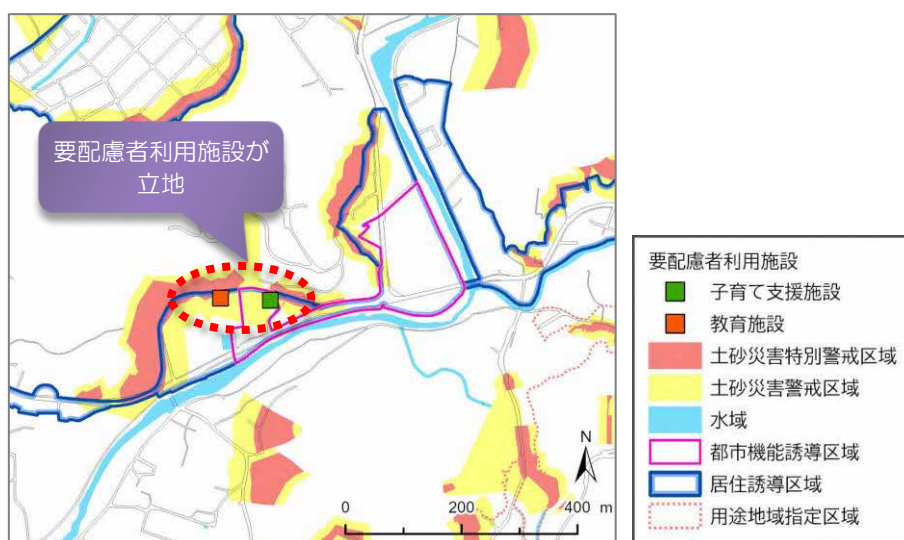 要配慮者利用施設が
立地
N
0 200 400 m
要配慮者利用施設
子育て支援施設
教育施設
土砂災害特別警戒区域
土砂災害警戒区域
水域
都市機能誘導区域
居住誘導区域
用途地域指定区域